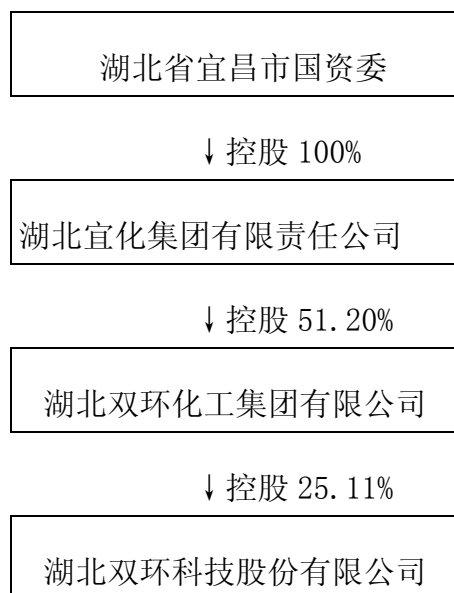 湖北省宜昌市国资委
↓控股 100%
湖北宜化集团有限责任公司
↓控股 51.20%
湖北双环化工集团有限公司
↓控股 25.11%
湖北双环科技股份有限公司